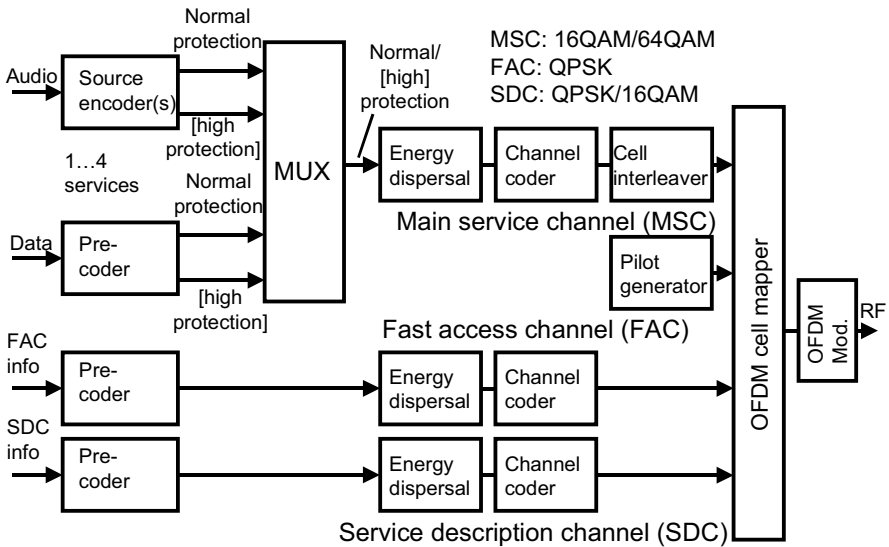 Normal
protection
Audio
Source
encoder(s)
[high
protection]
1…4
services
Normal
protection
Data
Pre-
coder
[high
protection]
MUX
Normal/
[high]
protection
MSC: 16QAM/64QAM
FAC: QPSK
SDC: QPSK/16QAM
Energy
dispersal
Channel
coder
Cell
interleaver
Main service channel (MSC)
Pilot
generator
Fast access channel (FAC)
FAC
info
Pre-
coder
Energy
dispersal
Channel
coder
SDC
info
Pre-
coder
Energy
dispersal
Channel
coder
Service description channel (SDC)
OFDM cell mapper
OFDM
Mod.
RF